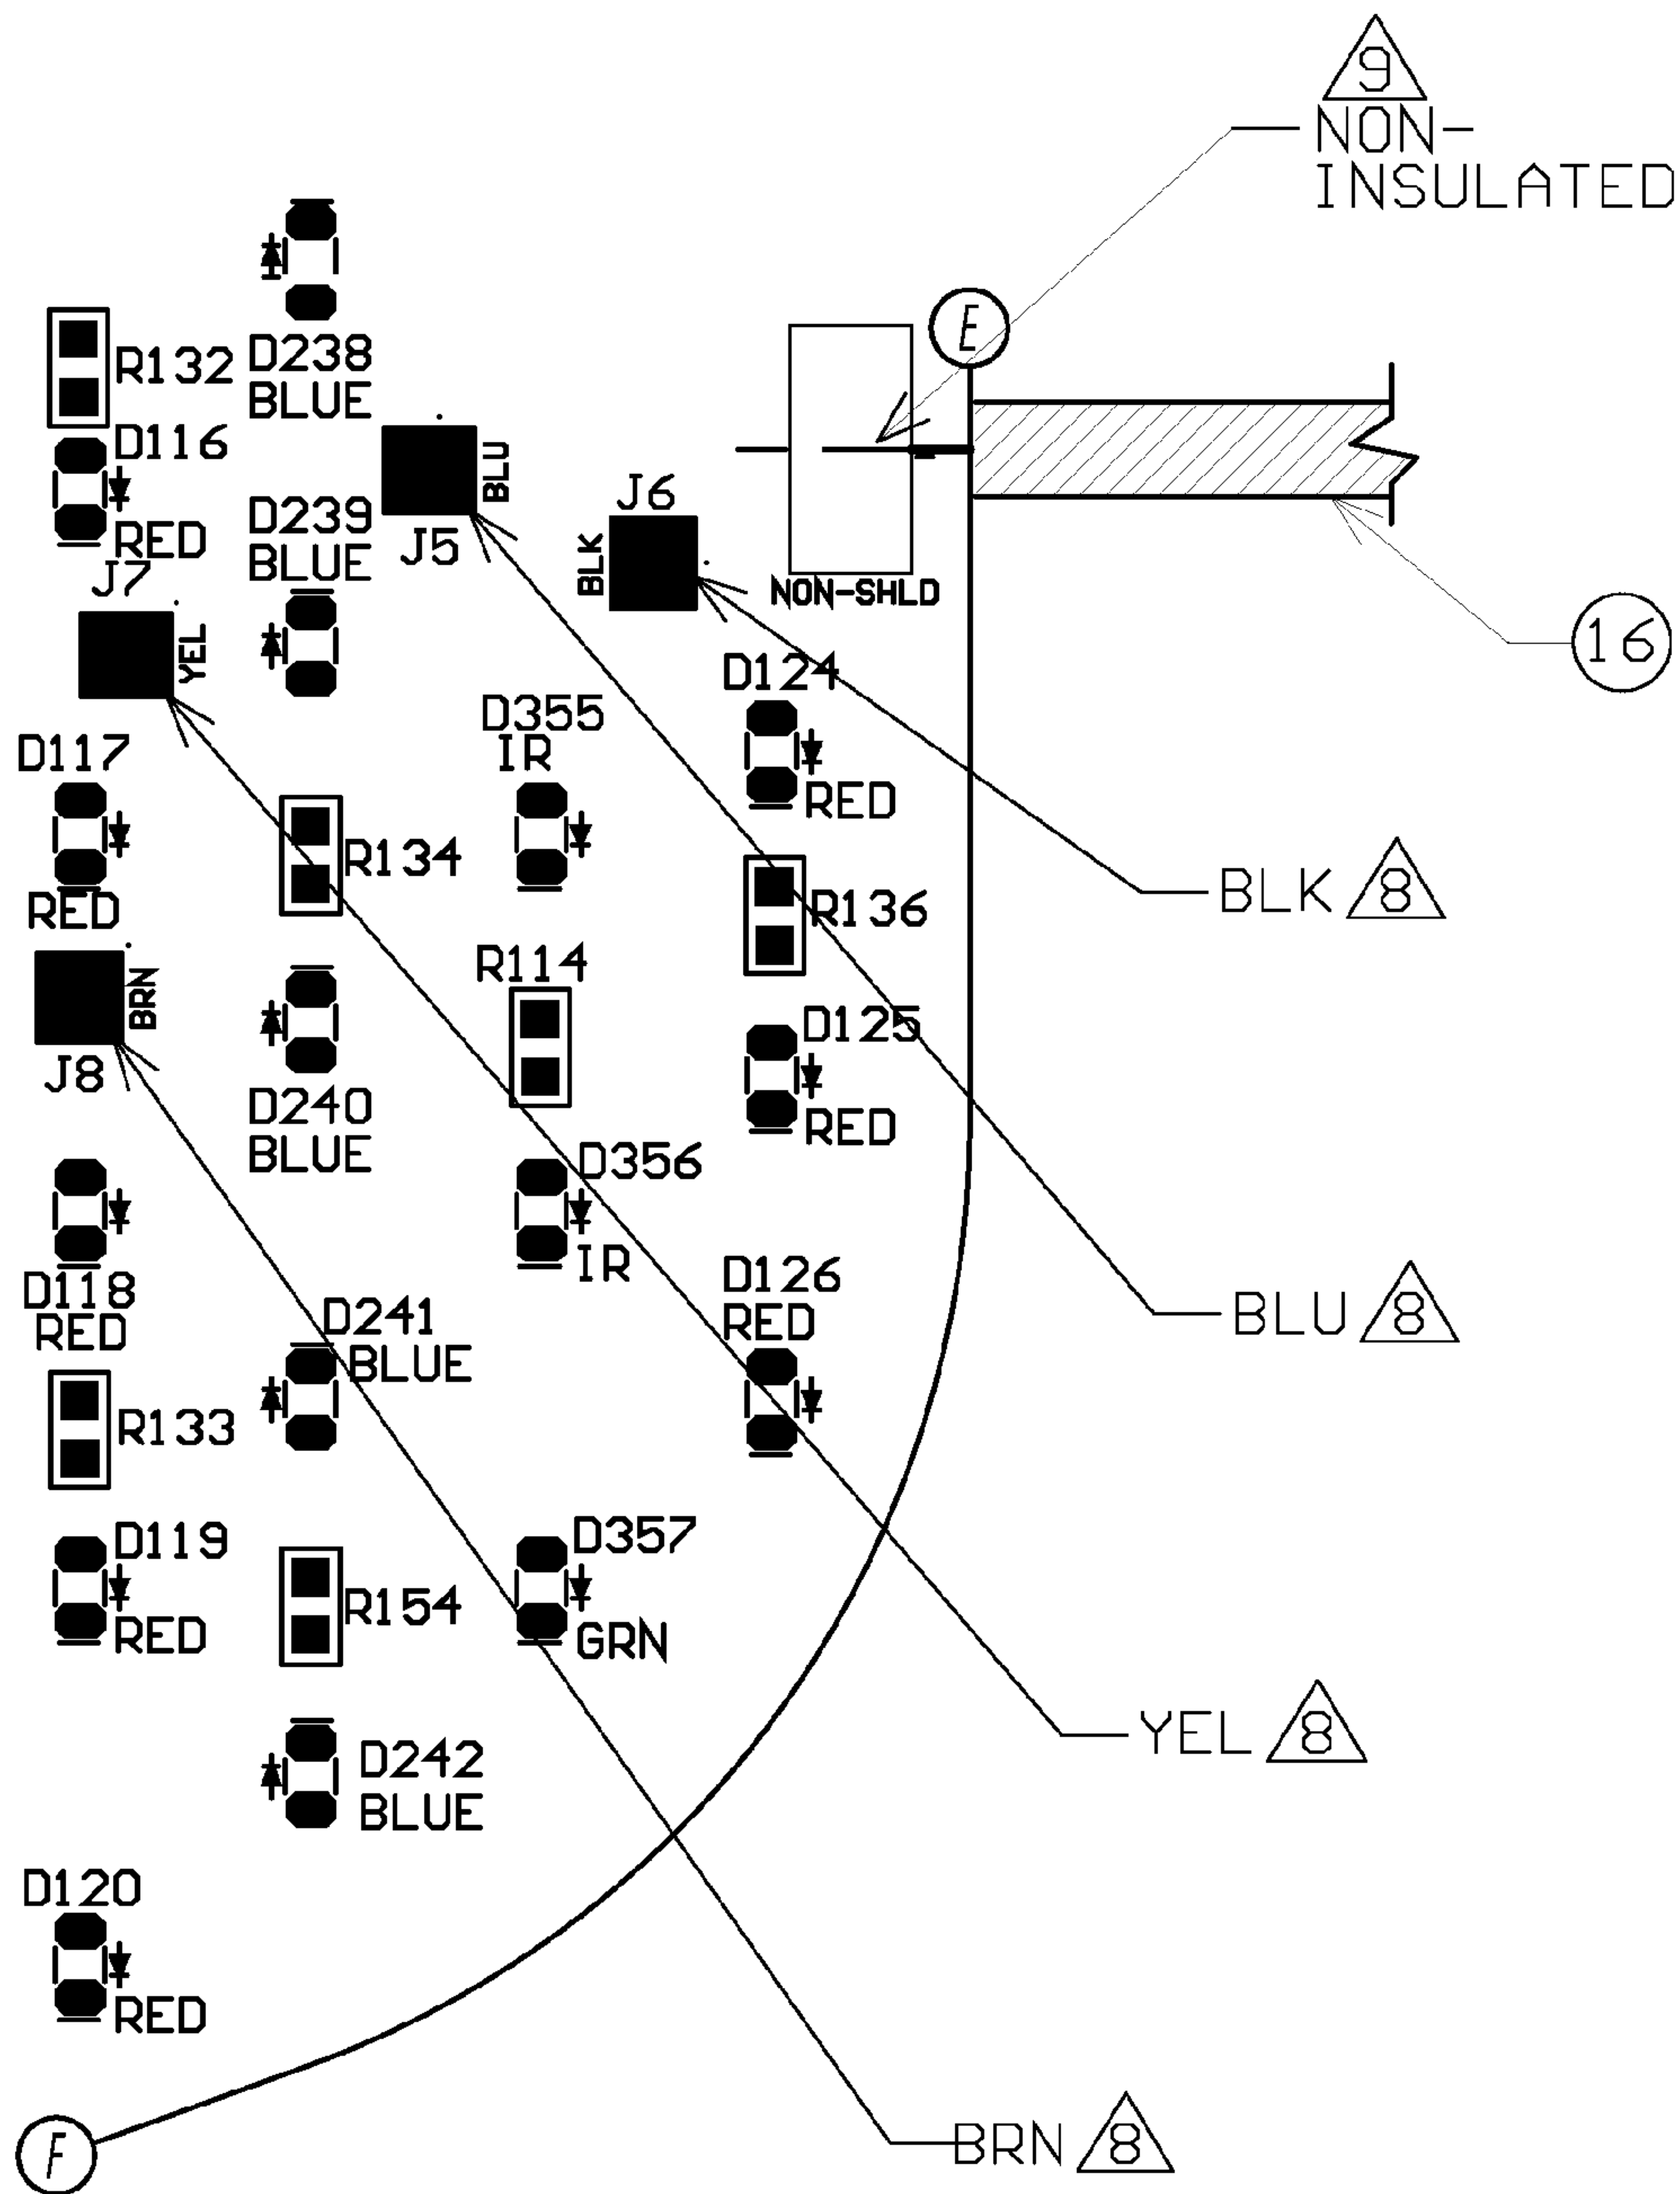 9
NON-
INSULATED
E
R132
D238
BLUE
D116
RED
BLU
J5
J6
BLK
NON-SHLD
D239
BLUE
J7
YEL
16
D124
RED
D355
IR
D117
RED
R134
R136
BLK 8
R114
BRN
J8
D125
RED
D240
BLUE
D356
IR
D118
RED
D126
RED
BLU 8
D241
BLUE
R133
D119
RED
D357
GRN
R154
YEL 8
D242
BLUE
D120
RED
BRN 8
F